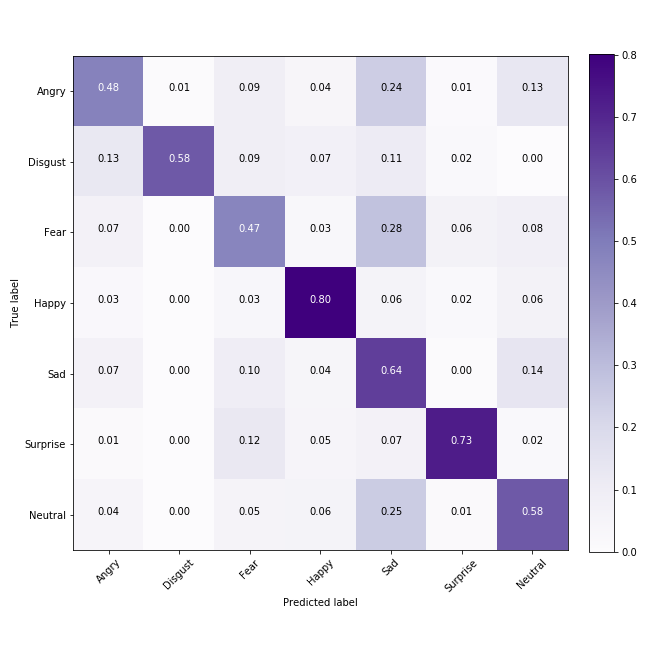 0.8
Angry 0.48 0.01 0.09 0.04 0.24 0.01 0.13
0.7
Disgust 0.13 0.58 0.09 0.07 0.11 0.02 0.00
0.6
Fear 0.07 0.00 0.47 0.03 0.28 0.06 0.08
0.5
True label
Happy 0.03 0.00 0.03 0.80 0.06 0.02 0.06
0.4
0.3
Sad 0.07 0.00 0.10 0.04 0.64 0.00 0.14
0.2
Surprise 0.01 0.00 0.12 0.05 0.07 0.73 0.02
0.1
Neutral 0.04 0.00 0.05 0.06 0.25 0.01 0.58
0.0
Angry Disgust Fear Happy Sad Surprise Neutral
Predicted label